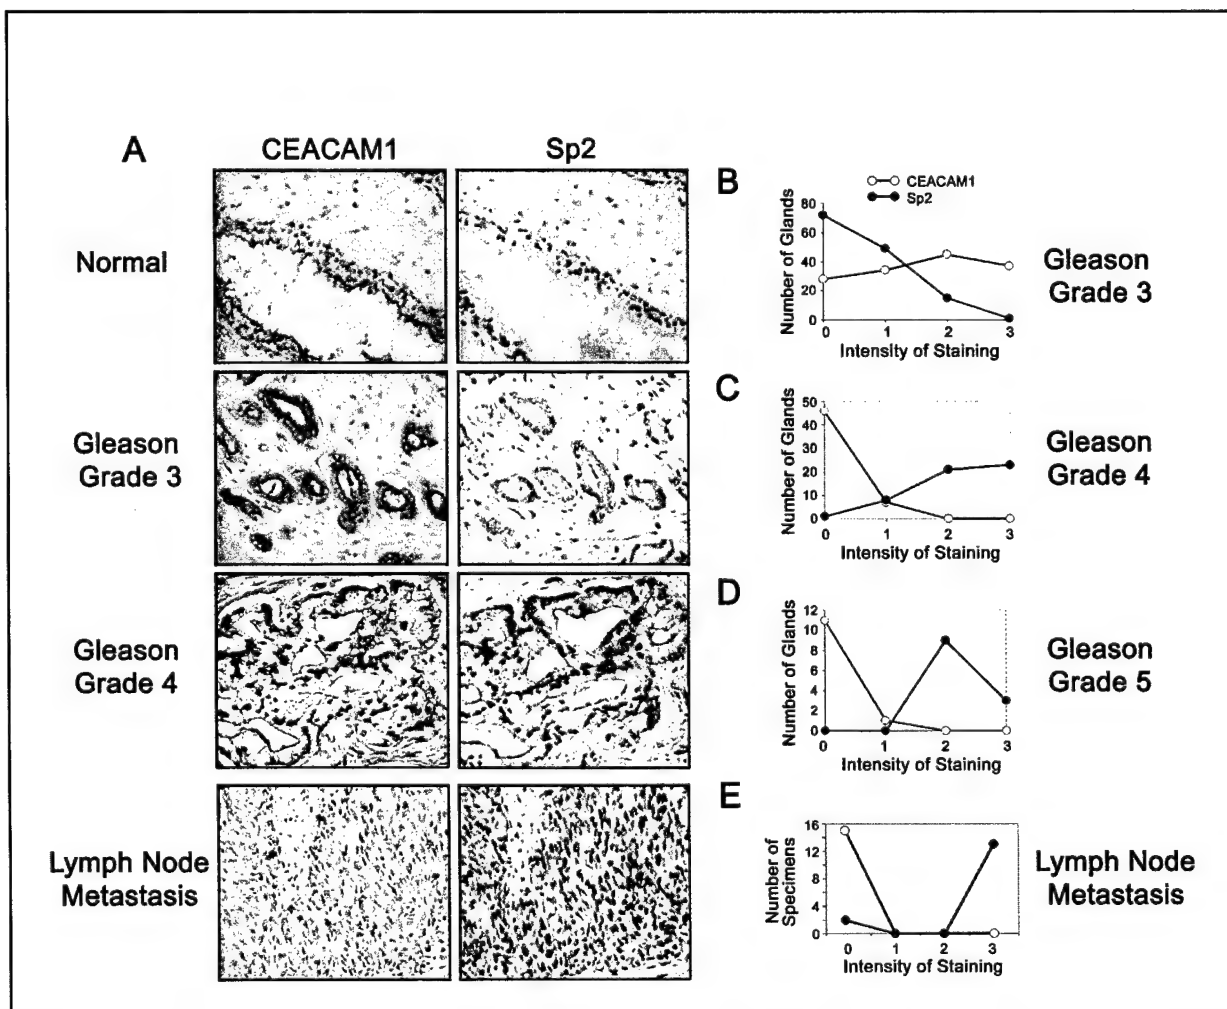 A
CEACAM1
Sp2
Normal
Gleason
Grade 3
Gleason
Grade 4
Lymph Node
Metastasis
B
CEACAM1
Sp2
Number of Glands
80
60
40
20
0
0 1 2 3
Intensity of Staining
Gleason
Grade 3
C
Number of Glands
50
40
30
20
10
0
0 1 2 3
Intensity of Staining
Gleason
Grade 4
D
Number of Glands
12
10
8
6
4
2
0
0 1 2 3
Intensity of Staining
Gleason
Grade 5
E
Number of
Specimens
16
12
8
4
0
0 1 2 3
Intensity of Staining
Lymph Node
Metastasis